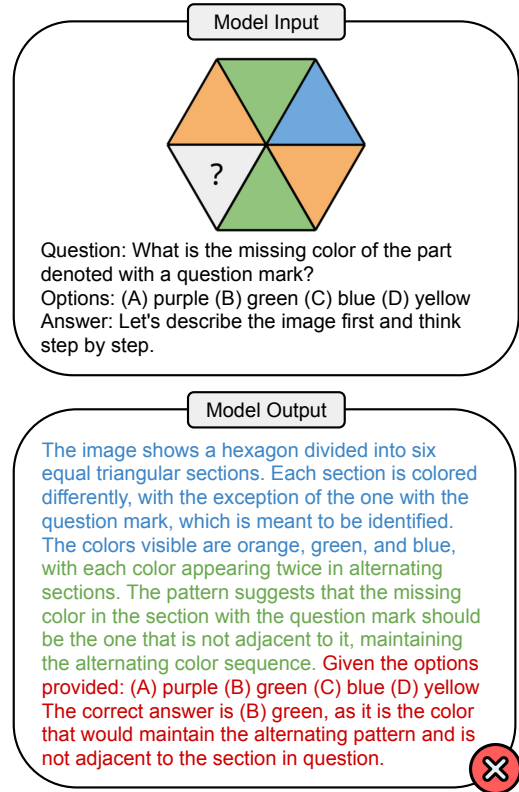 Model Input
?
Question: What is the missing color of the part
denoted with a question mark?
Options: (A) purple (B) green (C) blue (D) yellow
Answer: Let's describe the image first and think
step by step.
Model Output
The image shows a hexagon divided into six
equal triangular sections. Each section is colored
differently, with the exception of the one with the
question mark, which is meant to be identified.
The colors visible are orange, green, and blue,
with each color appearing twice in alternating
sections. The pattern suggests that the missing
color in the section with the question mark should
be the one that is not adjacent to it, maintaining
the alternating color sequence. Given the options
provided: (A) purple (B) green (C) blue (D) yellow
The correct answer is (B) green, as it is the color
that would maintain the alternating pattern and is
not adjacent to the section in question.